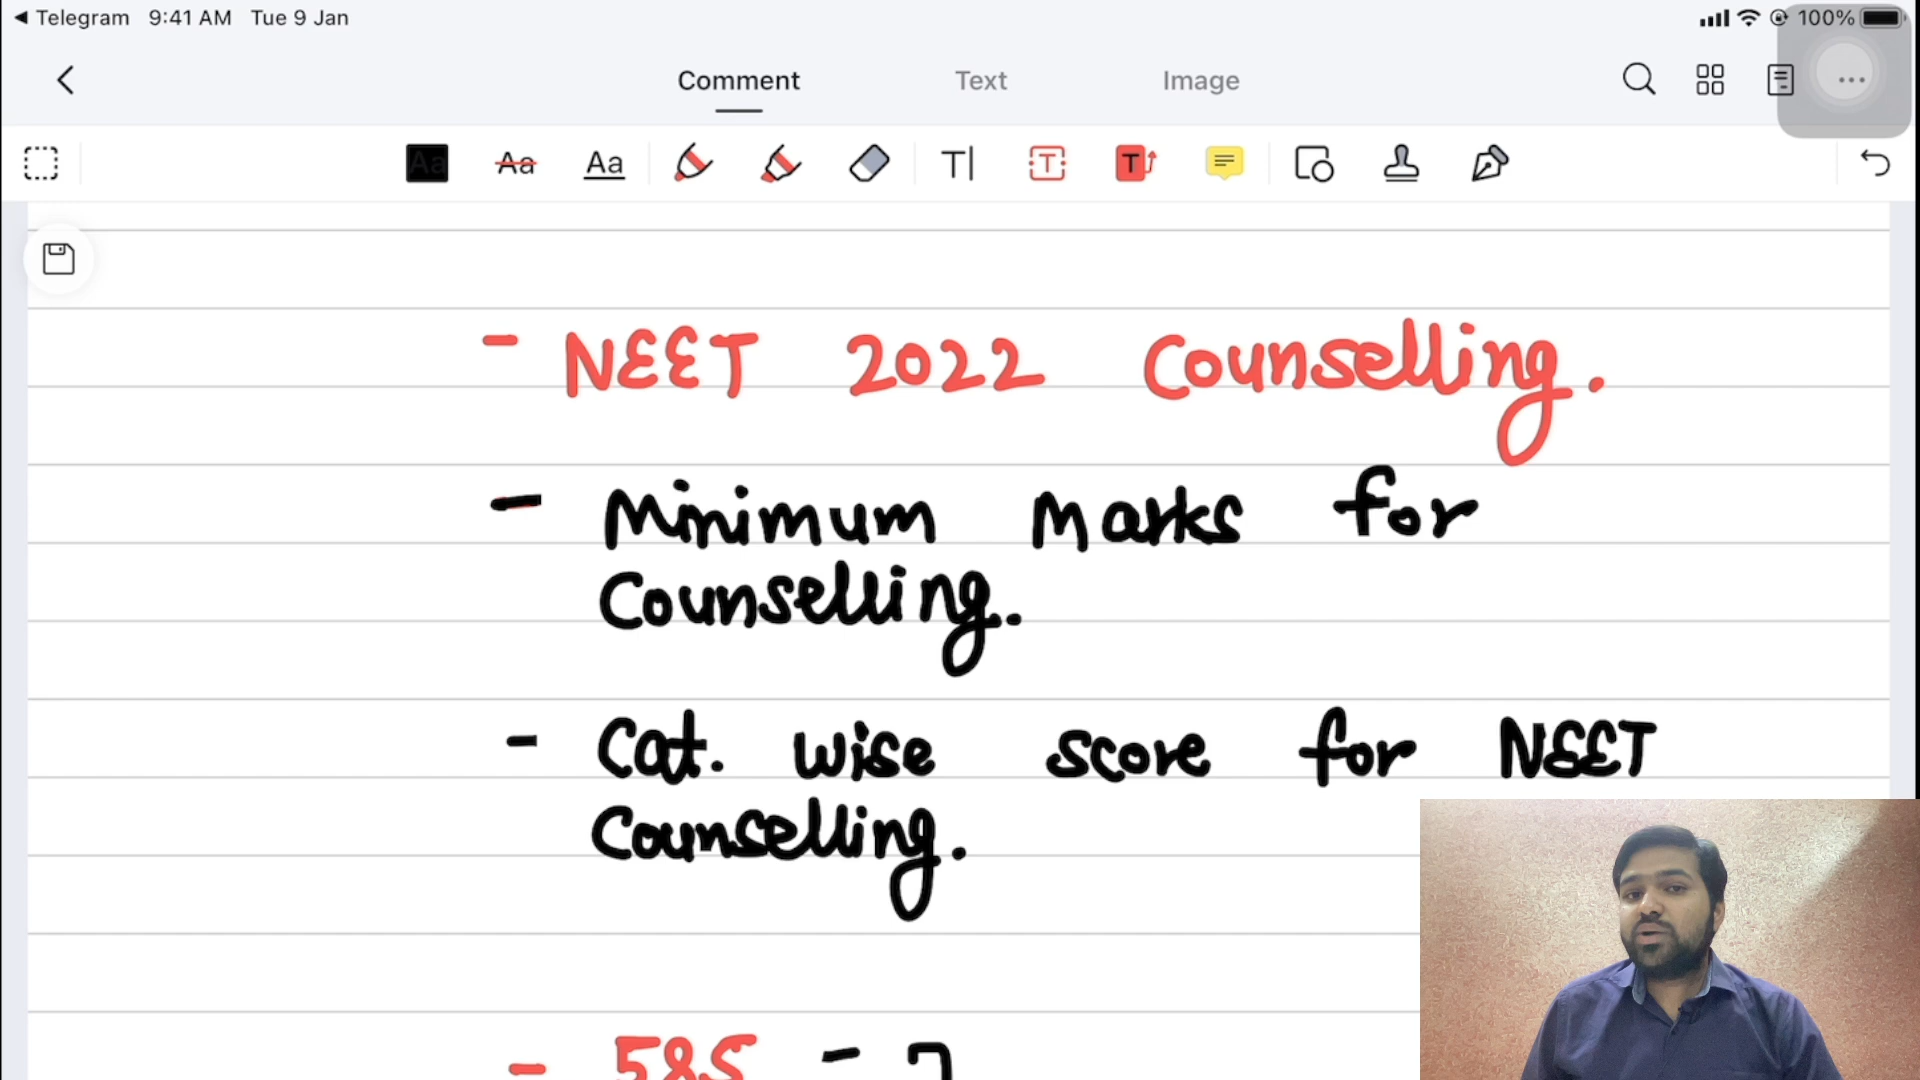 Telegram 9:41 AM Tue 9 Jan 100%
Comment Text Image
Aa Aa Aa T T T
- NEET 2022 Counselling.
- Minimum Marks for
Counselling..
- Cat. wise score for NEET
Counselling.
- 585 -